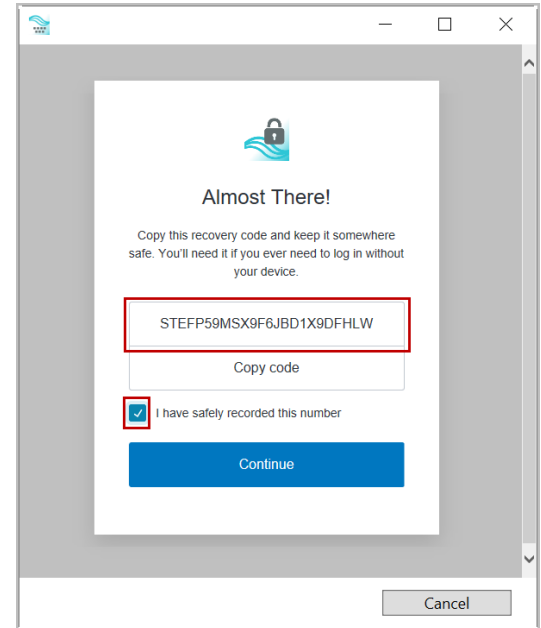 Almost There!
Copy this recovery code and keep it somewhere
safe. You'll need it if you ever need to log in without
your device.
STEFP59MSX9F6JBD1X9DFHLW
Copy code
I have safely recorded this number
Continue
Cancel